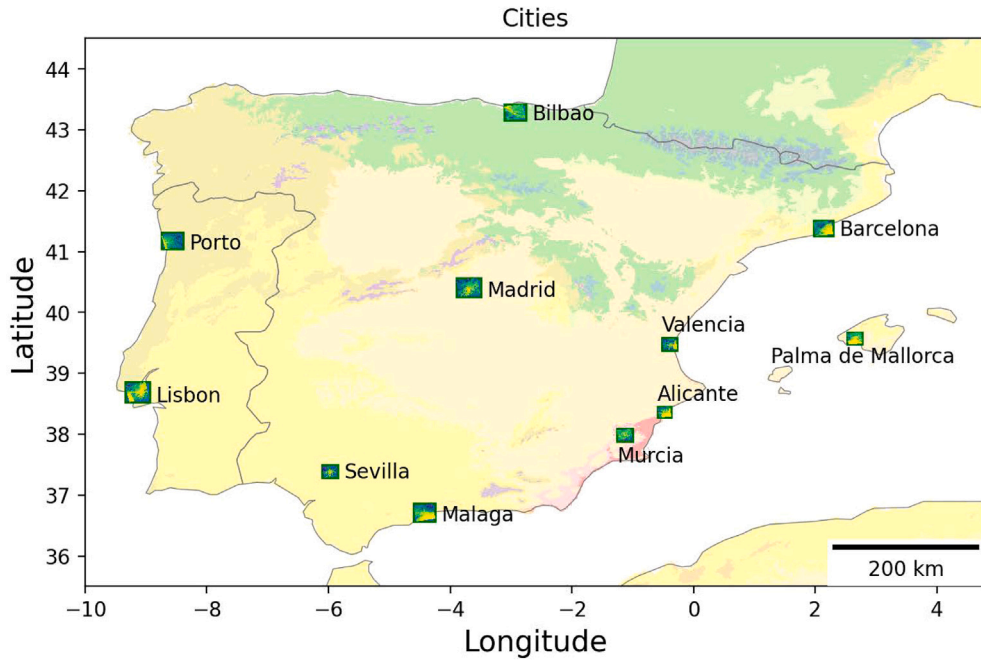 Cities
44
43
42
41
40
39
38
37
36
Latitude
Bilbao
Barcelona
Porto
Madrid
Valencia
Palma de Mallorca
Lisbon
Alicante
Murcia
Sevilla
Malaga
200 km
−10
−8
−6
−4
−2
0
2
4
Longitude